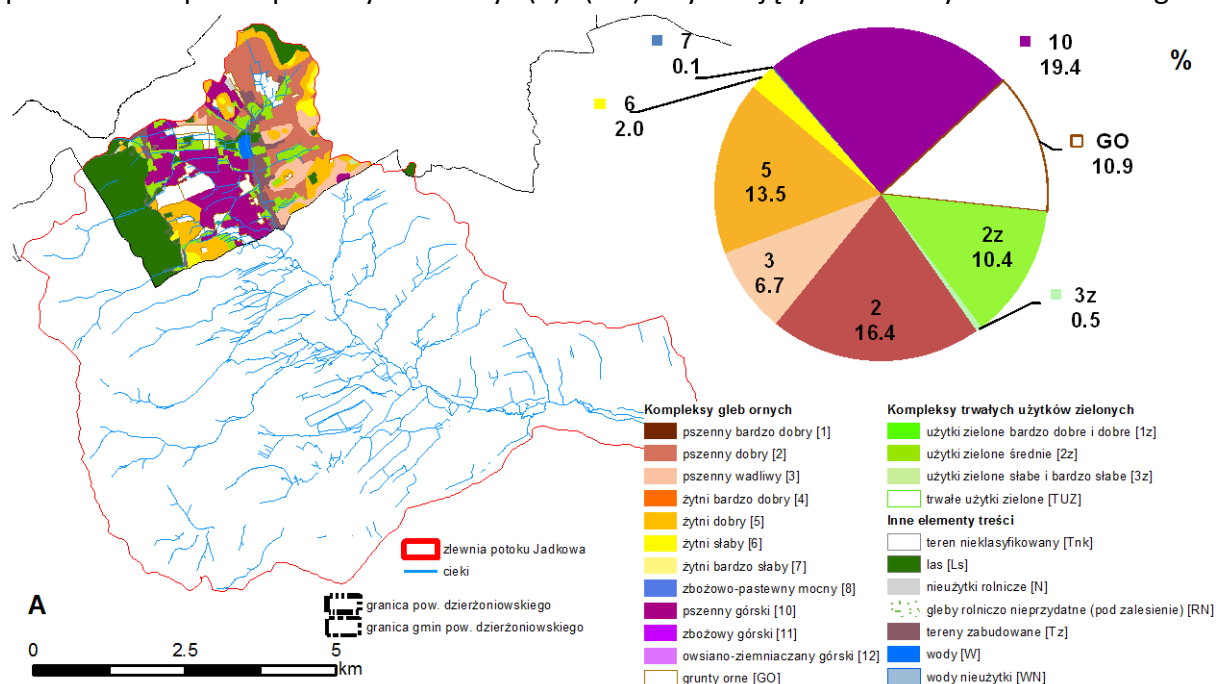 7
0.1
10
19.4
%
6
2.0
GO
10.9
5
13.5
2z
10.4
3
6.7
2
16.4
3z
0.5
zlewnia potoku Jadkowa
cieki
A
granica pow. dzierżoniowskiego
granica gmin pow. dzierżoniowskiego
0 2.5 5
km
Kompleksy gleb ornych
pszenny bardzo dobry [1]
pszenny dobry [2]
pszenny wadliwy [3]
żytni bardzo dobry [4]
żytni dobry [5]
żytni słaby [6]
żytni bardzo słaby [7]
zbożowo-pastewny mocny [8]
pszenny górski [10]
zbożowy górski [11]
owsiano-ziemniaczany górski [12]
grunty orne [GO]
Kompleksy trwałych użytków zielonych
użytki zielone bardzo dobre i dobre [1z]
użytki zielone średnie [2z]
użytki zielone słabe i bardzo słabe [3z]
trwałe użytki zielone [TUZ]
Inne elementy treści
teren nieklasyfikowany [Tnk]
las [Ls]
nieużytki rolnicze [N]
gleby rolniczo nieprzydatne (pod zalesienie) [RN]
tereny zabudowane [Tz]
wody [W]
wody nieużytki [WN]